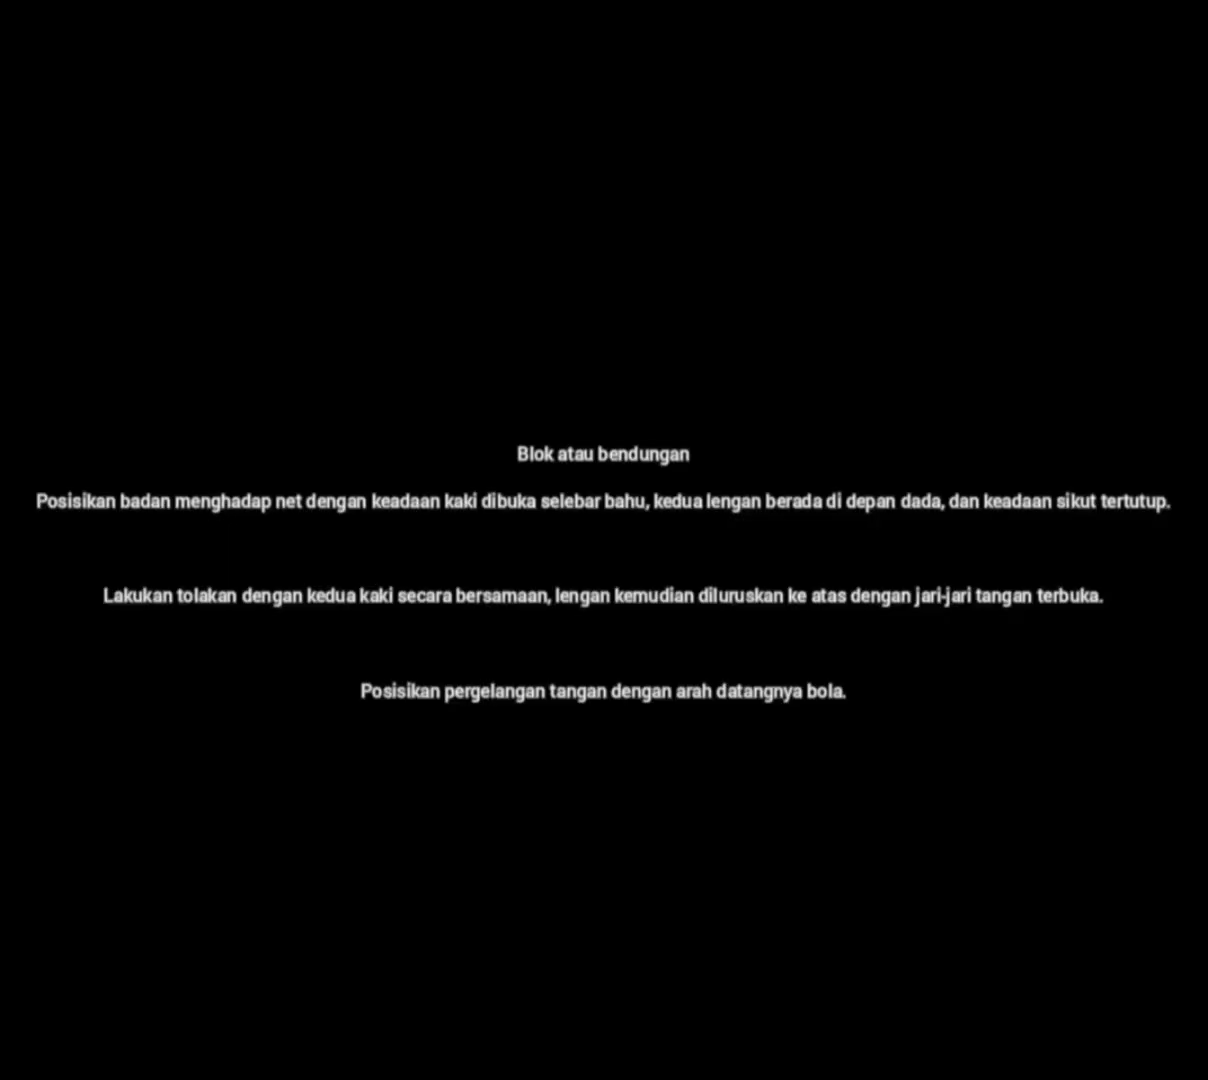 Blok atau bendungan
Posisikan badan menghadap net dengan keadaan kaki dibuka selebar bahu, kedua lengan berada di depan dada, dan keadaan sikut tertutup.
Lakukan tolakan dengan kedua kaki secara bersamaan, lengan kemudian diluruskan ke atas dengan jari-jari tangan terbuka.
Posisikan pergelangan tangan dengan arah datangnya bola.